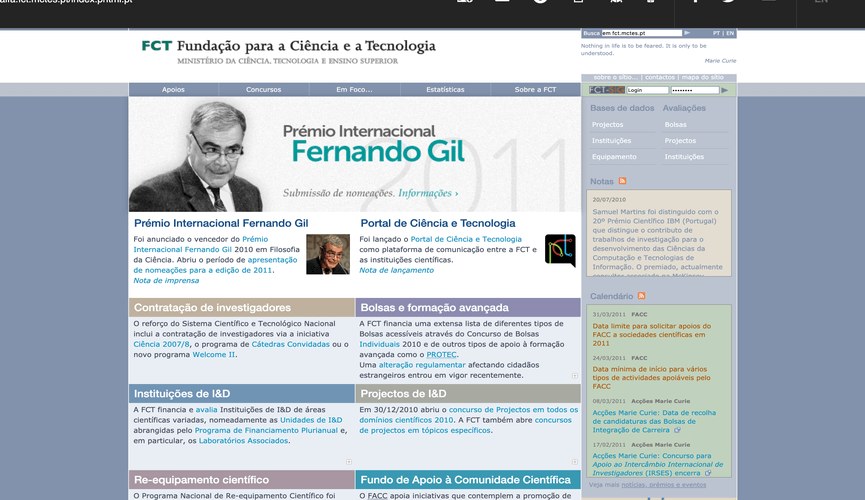 EN
FCT Fundação para a Ciência e a Tecnologia
MINISTÉRIO DA CIÊNCIA, TECNOLOGIA E ENSINO SUPERIOR
Busca em fct.mctes.pt
PT | EN
Nothing in life is to be feared. It is only to be
understood.
Marie Curie
sobre o sítio... | contactos | mapa do sítio
Apoios
Concursos
Em Foco...
Estatísticas
Sobre a FCT
Login
••••••••
Prémio Internacional
Fernando Gil
2011
Submissão de nomeações. Informações ›
Bases de dados
Projectos
Instituições
Equipamento
Avaliações
Bolsas
Projectos
Instituições
Notas
20/07/2010
Samuel Martins foi distinguido com o
20º Prémio Científico IBM (Portugal)
que distingue o contributo de
trabalhos de investigação para o
desenvolvimento das Ciências da
Computação e Tecnologias de
Informação. O premiado, actualmente
Prémio Internacional Fernando Gil
Foi anunciado o vencedor do Prémio
Internacional Fernando Gil 2010 em Filosofia
da Ciência. Abriu o período de apresentação
de nomeações para a edição de 2011.
Nota de imprensa
Portal de Ciência e Tecnologia
Foi lançado o Portal de Ciência e Tecnologia
como plataforma de comunicação entre a FCT e
as instituições científicas.
Nota de lançamento
Contratação de investigadores
O reforço do Sistema Científico e Tecnológico Nacional
inclui a contratação de investigadores via a iniciativa
Ciência 2007/8, o programa de Cátedras Convidadas ou o
novo programa Welcome II.
Bolsas e formação avançada
A FCT financia uma extensa lista de diferentes tipos de
Bolsas acessíveis através do Concurso de Bolsas
Individuais 2010 e de outros tipos de apoio à formação
avançada como o PROTEC.
Uma alteração regulamentar afectando cidadãos
estrangeiros entrou em vigor recentemente.
Instituições de I&D
A FCT financia e avalia Instituições de I&D de áreas
científicas variadas, nomeadamente as Unidades de I&D
abrangidas pelo Programa de Financiamento Plurianual e,
em particular, os Laboratórios Associados.
Projectos de I&D
Em 30/12/2010 abriu o concurso de Projectos em todos os
domínios científicos 2010. A FCT também abre concursos
de projectos em tópicos específicos.
Re-equipamento científico
O Programa Nacional de Re-equipamento Científico foi
Fundo de Apoio à Comunidade Científica
O FACC apoia iniciativas que contemplem a promoção de
Calendário
31/03/2011 FACC
Data limite para solicitar apoios do
FACC a sociedades científicas em
2011
24/03/2011 FACC
Data mínima de início para vários
tipos de actividades apoiáveis pelo
FACC
08/03/2011 Acções Marie Curie
Acções Marie Curie: Data de recolha
de candidaturas das Bolsas de
Integração de Carreira
17/02/2011 Acções Marie Curie
Acções Marie Curie: Concurso para
Apoio ao Intercâmbio Internacional de
Investigadores (IRSES) encerra
Veja mais notícias, prémios e eventos